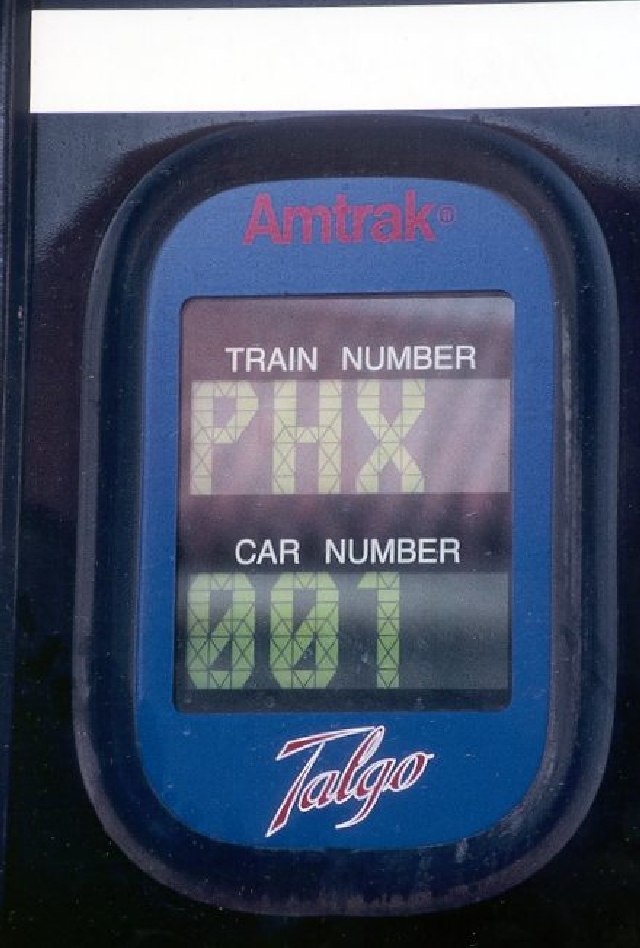 Amtrak®
TRAIN NUMBER
PHX
CAR NUMBER
001
Talgo